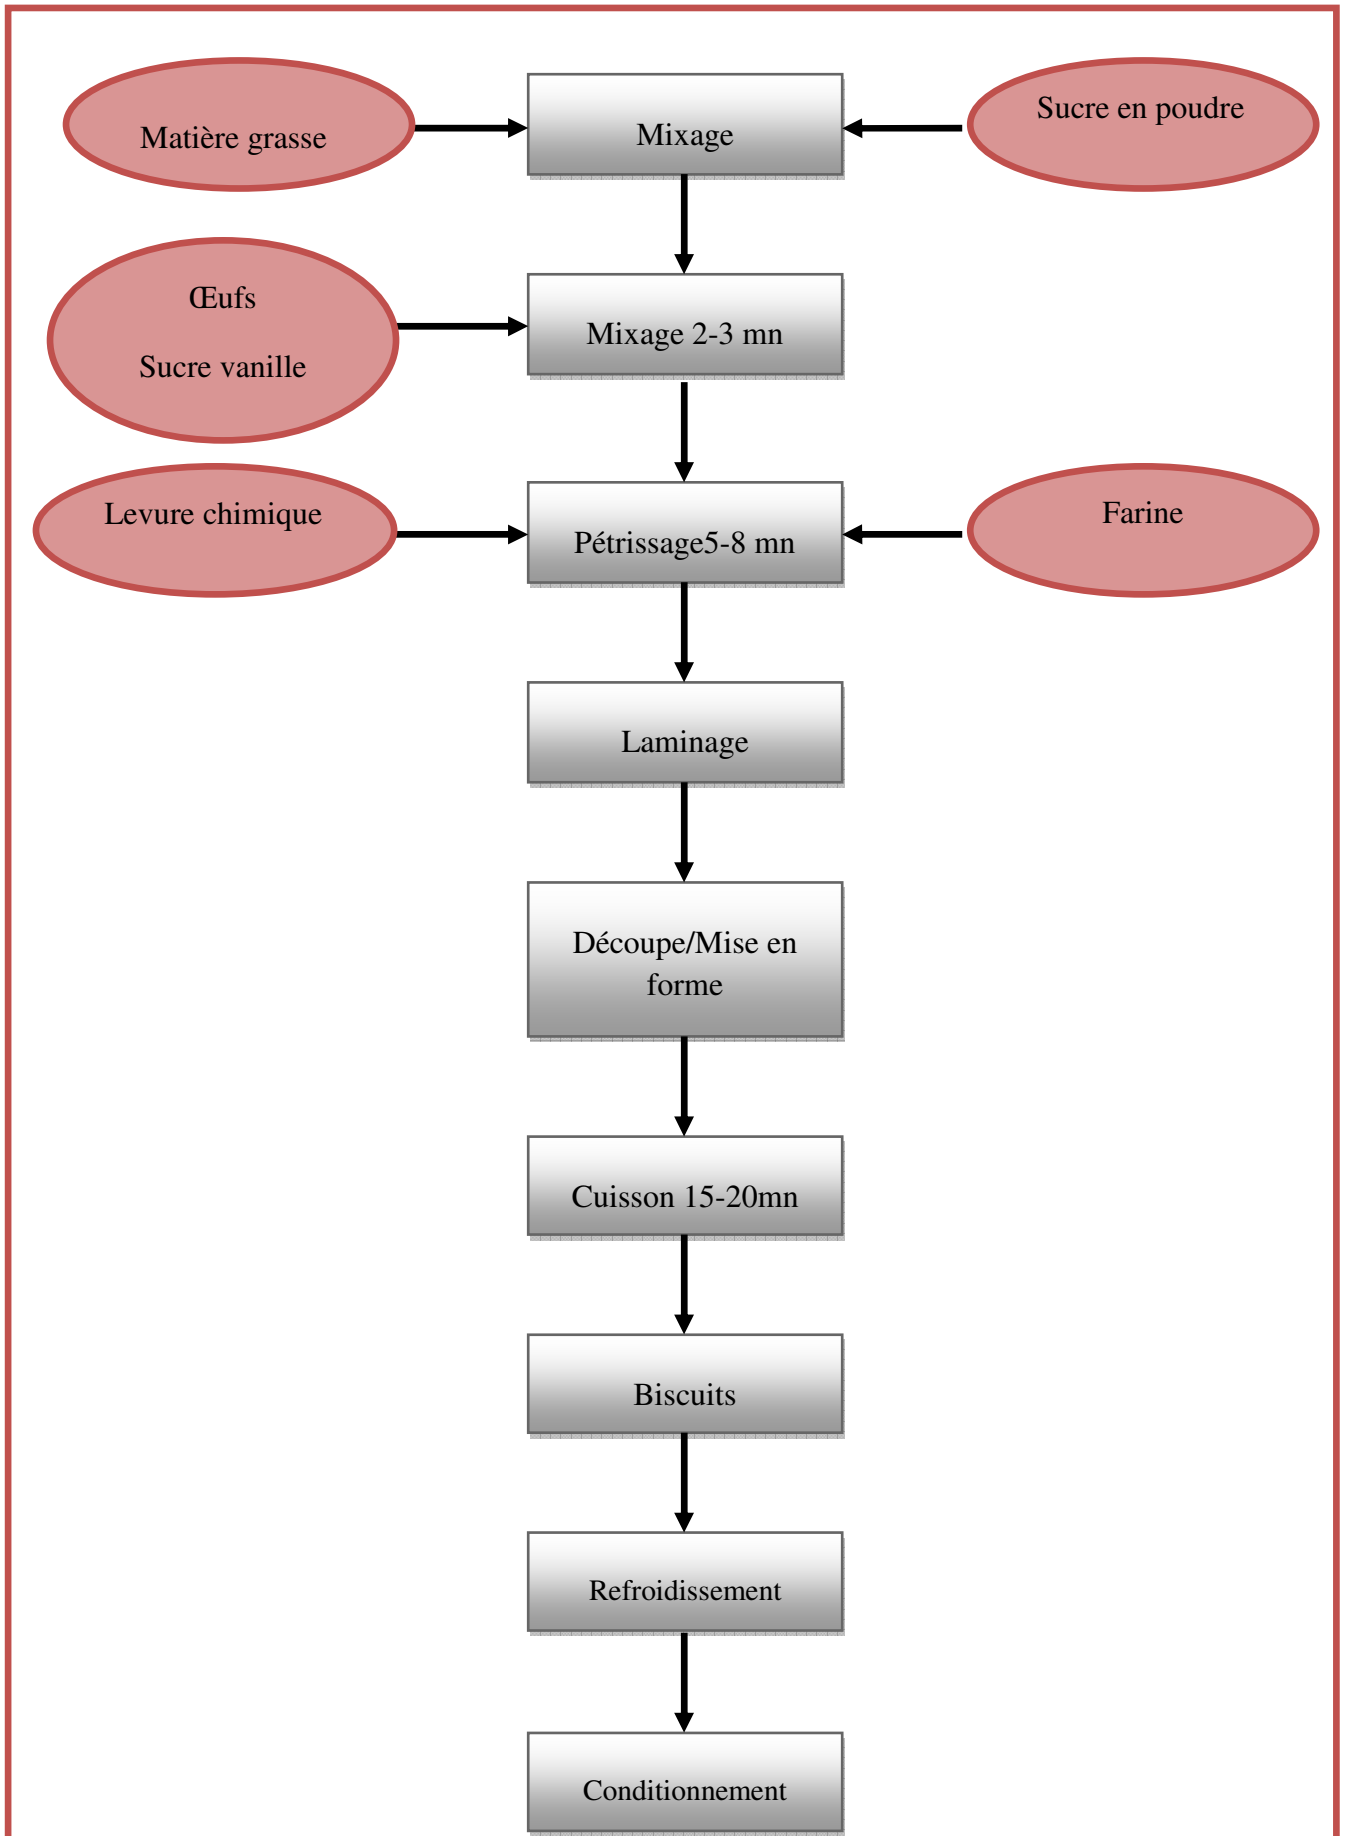 Matière grasse
Mixage
Sucre en poudre
Œufs
Sucre vanille
Mixage 2-3 mn
Levure chimique
Pétrissage5-8 mn
Farine
Laminage
Découpe/Mise en
forme
Cuisson 15-20mn
Biscuits
Refroidissement
Conditionnement